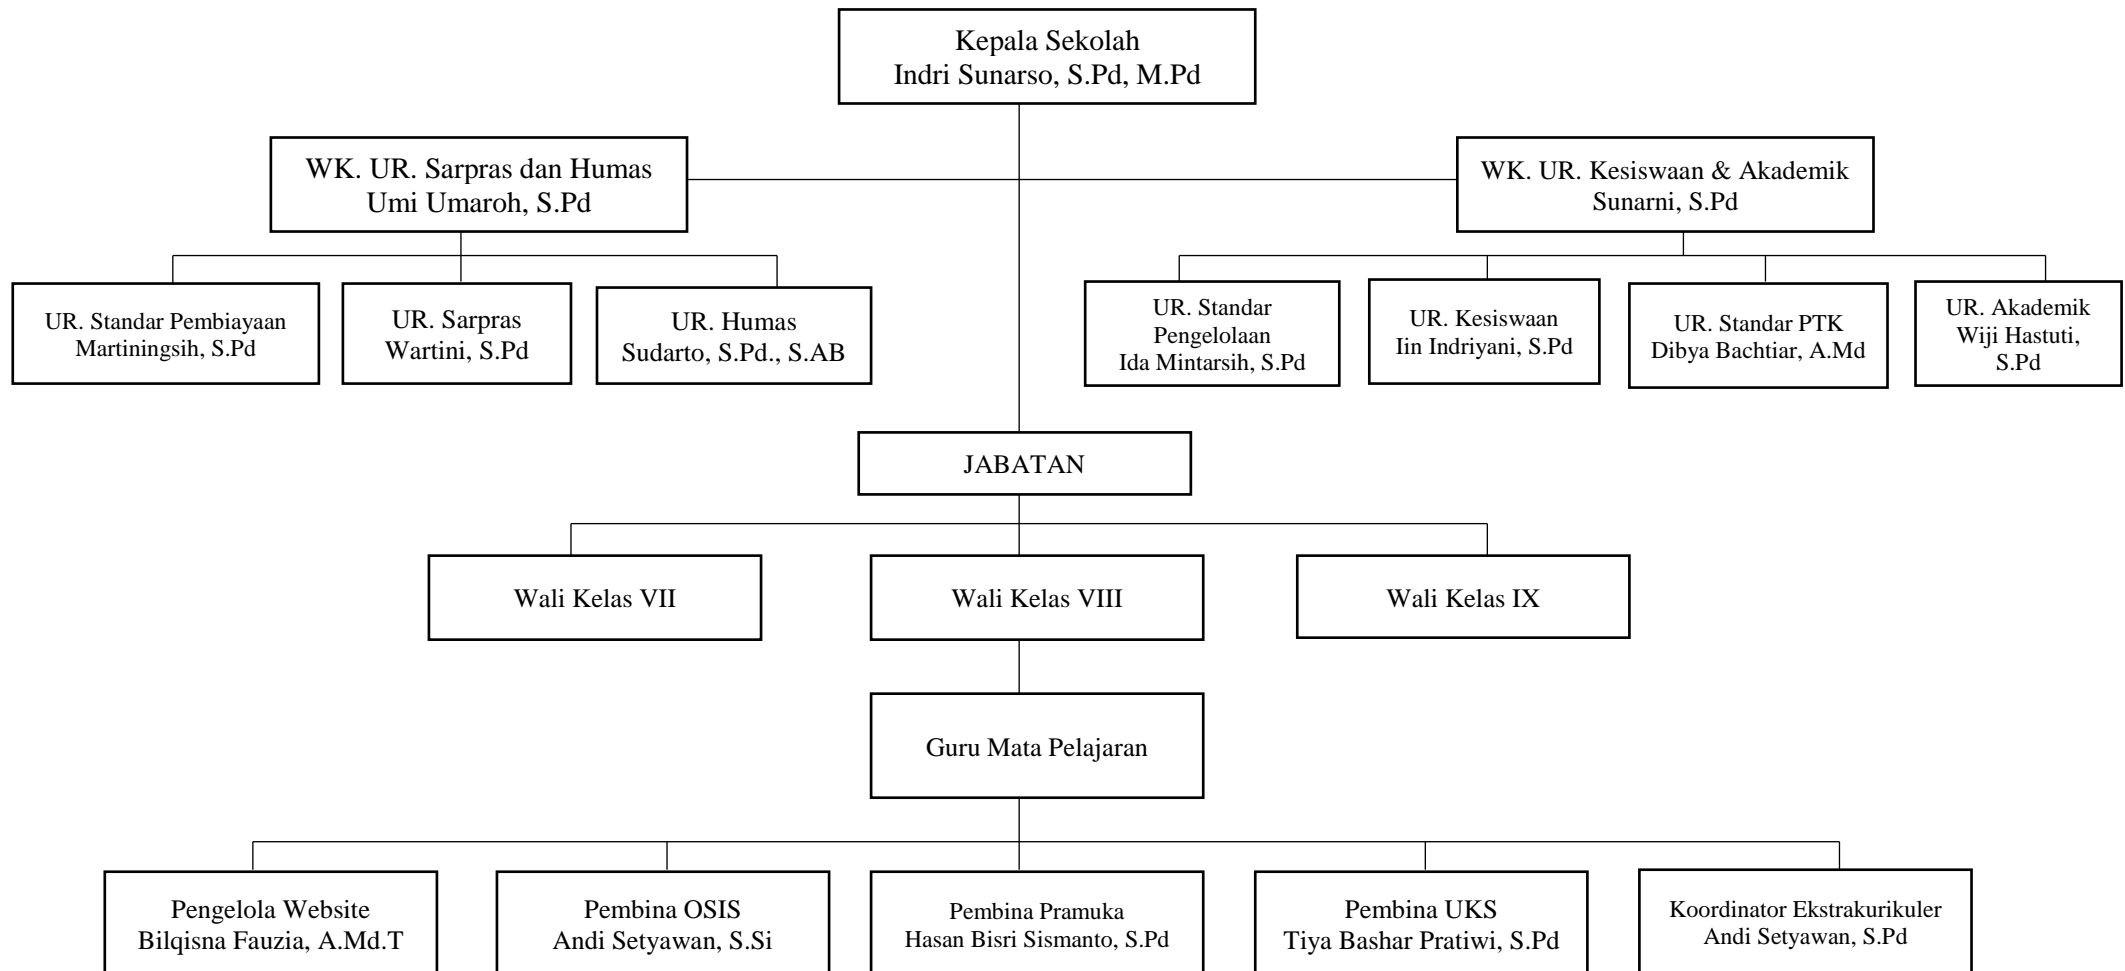 Kepala Sekolah
Indri Sunarso, S.Pd, M.Pd
WK. UR. Sarpras dan Humas
Umi Umaroh, S.Pd
WK. UR. Kesiswaan & Akademik
Sunarni, S.Pd
UR. Standar Pembiayaan
Martiningsih, S.Pd
UR. Sarpras
Wartini, S.Pd
UR. Humas
Sudarto, S.Pd., S.AB
UR. Standar
Pengelolaan
Ida Mintarsih, S.Pd
UR. Kesiswaan
Iin Indriyani, S.Pd
UR. Standar PTK
Dibya Bachtiar, A.Md
UR. Akademik
Wiji Hastuti,
S.Pd
JABATAN
Wali Kelas VII
Wali Kelas VIII
Wali Kelas IX
Guru Mata Pelajaran
Pengelola Website
Bilqisna Fauzia, A.Md.T
Pembina OSIS
Andi Setyawan, S.Si
Pembina Pramuka
Hasan Bisri Sismanto, S.Pd
Pembina UKS
Tiya Bashar Pratiwi, S.Pd
Koordinator Ekstrakurikuler
Andi Setyawan, S.Pd